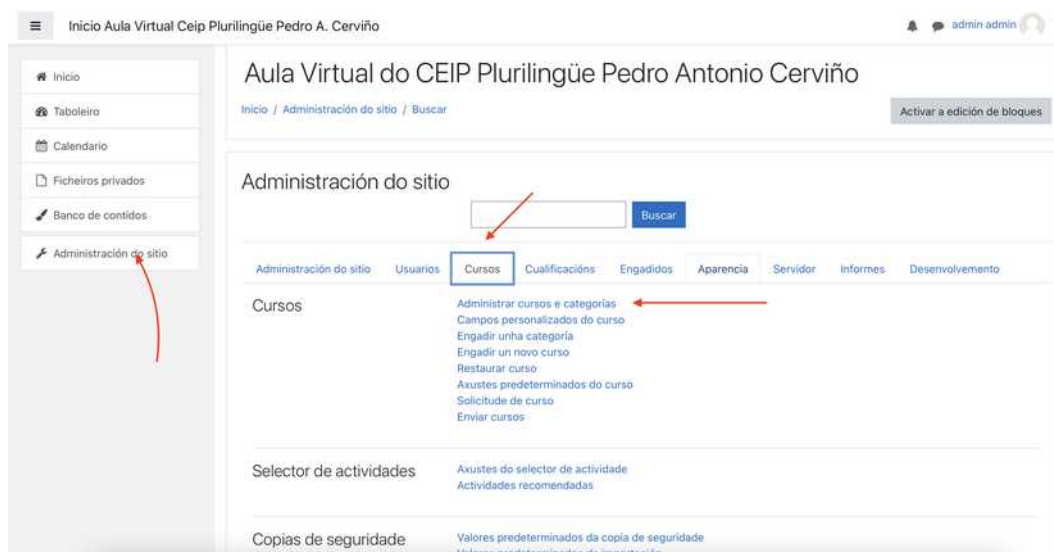 Inicio Aula Virtual Ceip Plurilingüe Pedro A. Cerviño
admin admin
Inicio
Taboleiro
Calendario
Ficheiros privados
Banco de contidos
Administración do sitio
Aula Virtual do CEIP Plurilingüe Pedro Antonio Cerviño
Inicio / Administración do sitio / Buscar
Activar a edición de bloques
Administración do sitio
Buscar
Administración do sitio Usuarios Cursos Cualificacións Engadidos Aparencia Servidor Informes Desenvolvemento
Cursos
Administrar cursos e categorías
Campos personalizados do curso
Engadir unha categoría
Engadir un novo curso
Restaurar curso
Axustes predeterminados do curso
Solicitude de curso
Enviar cursos
Selector de actividades
Axustes do selector de actividade
Actividades recomendadas
Copias de seguridade
Valores predeterminados da copia de seguridade